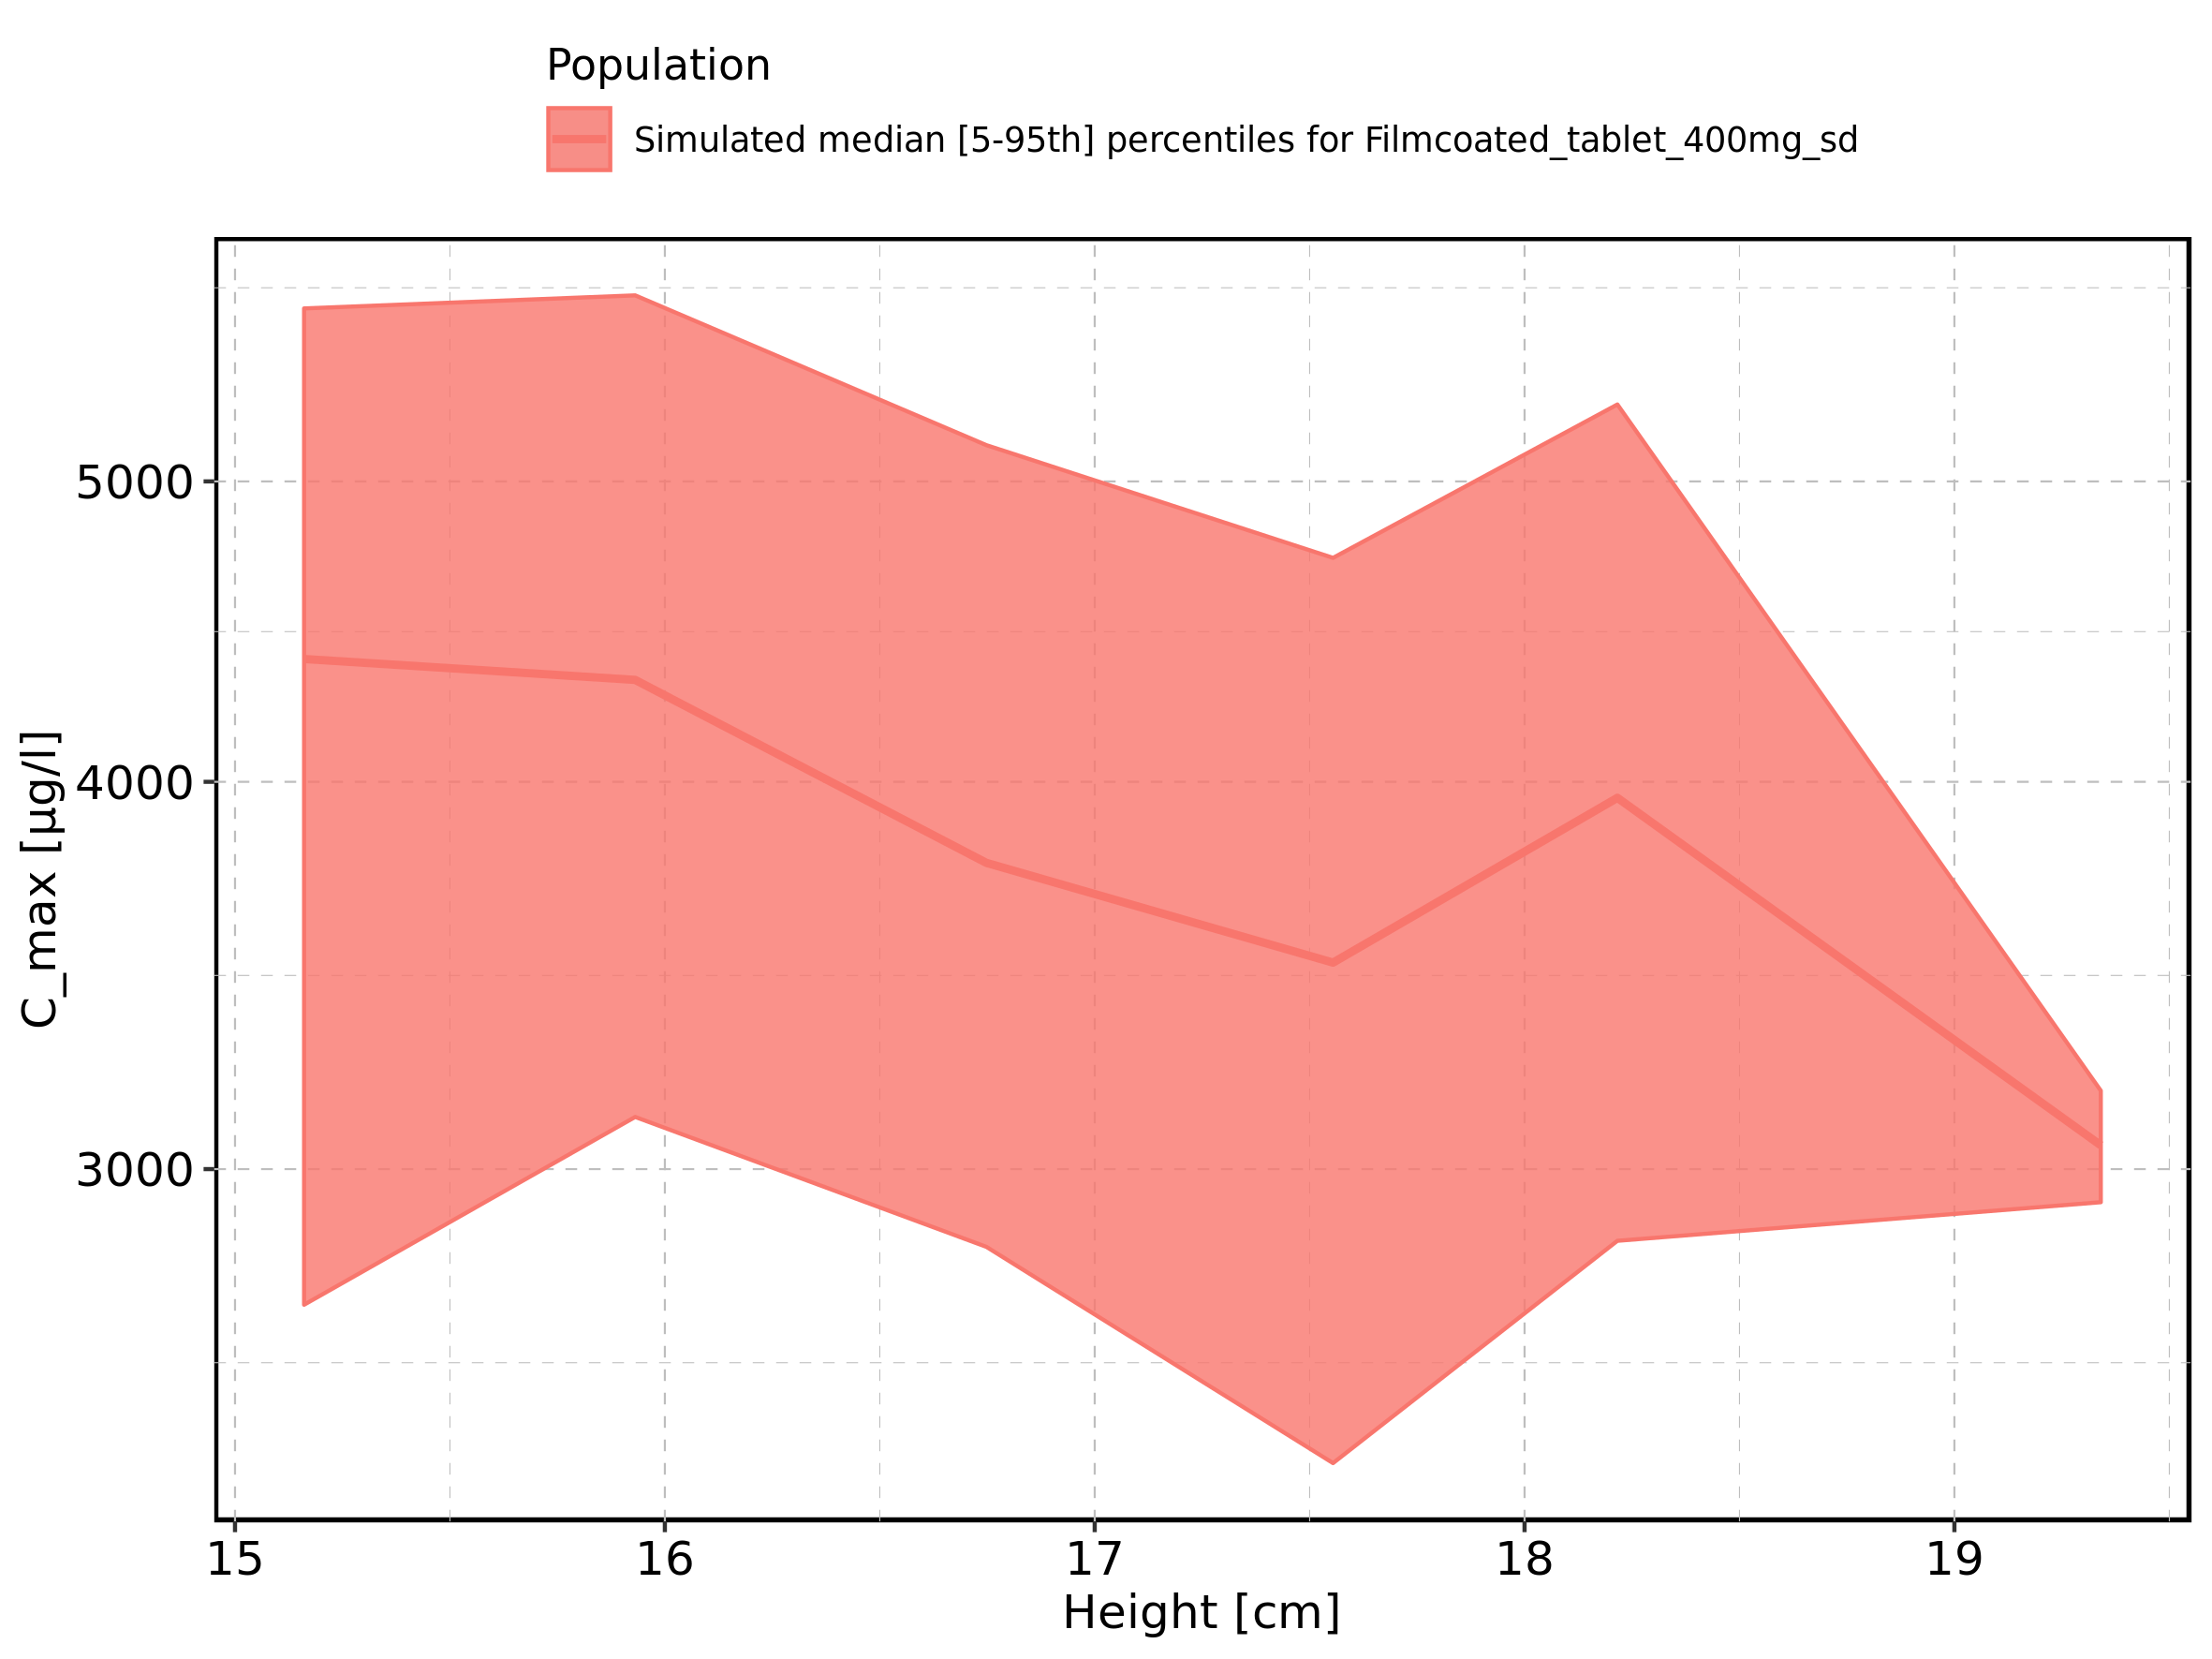 Population
Simulated median [5-95th] percentiles for Filmcoated_tablet_400mg_sd
C_max [µg/l]
5000
4000
3000
15 16 17 18 19
Height [cm]